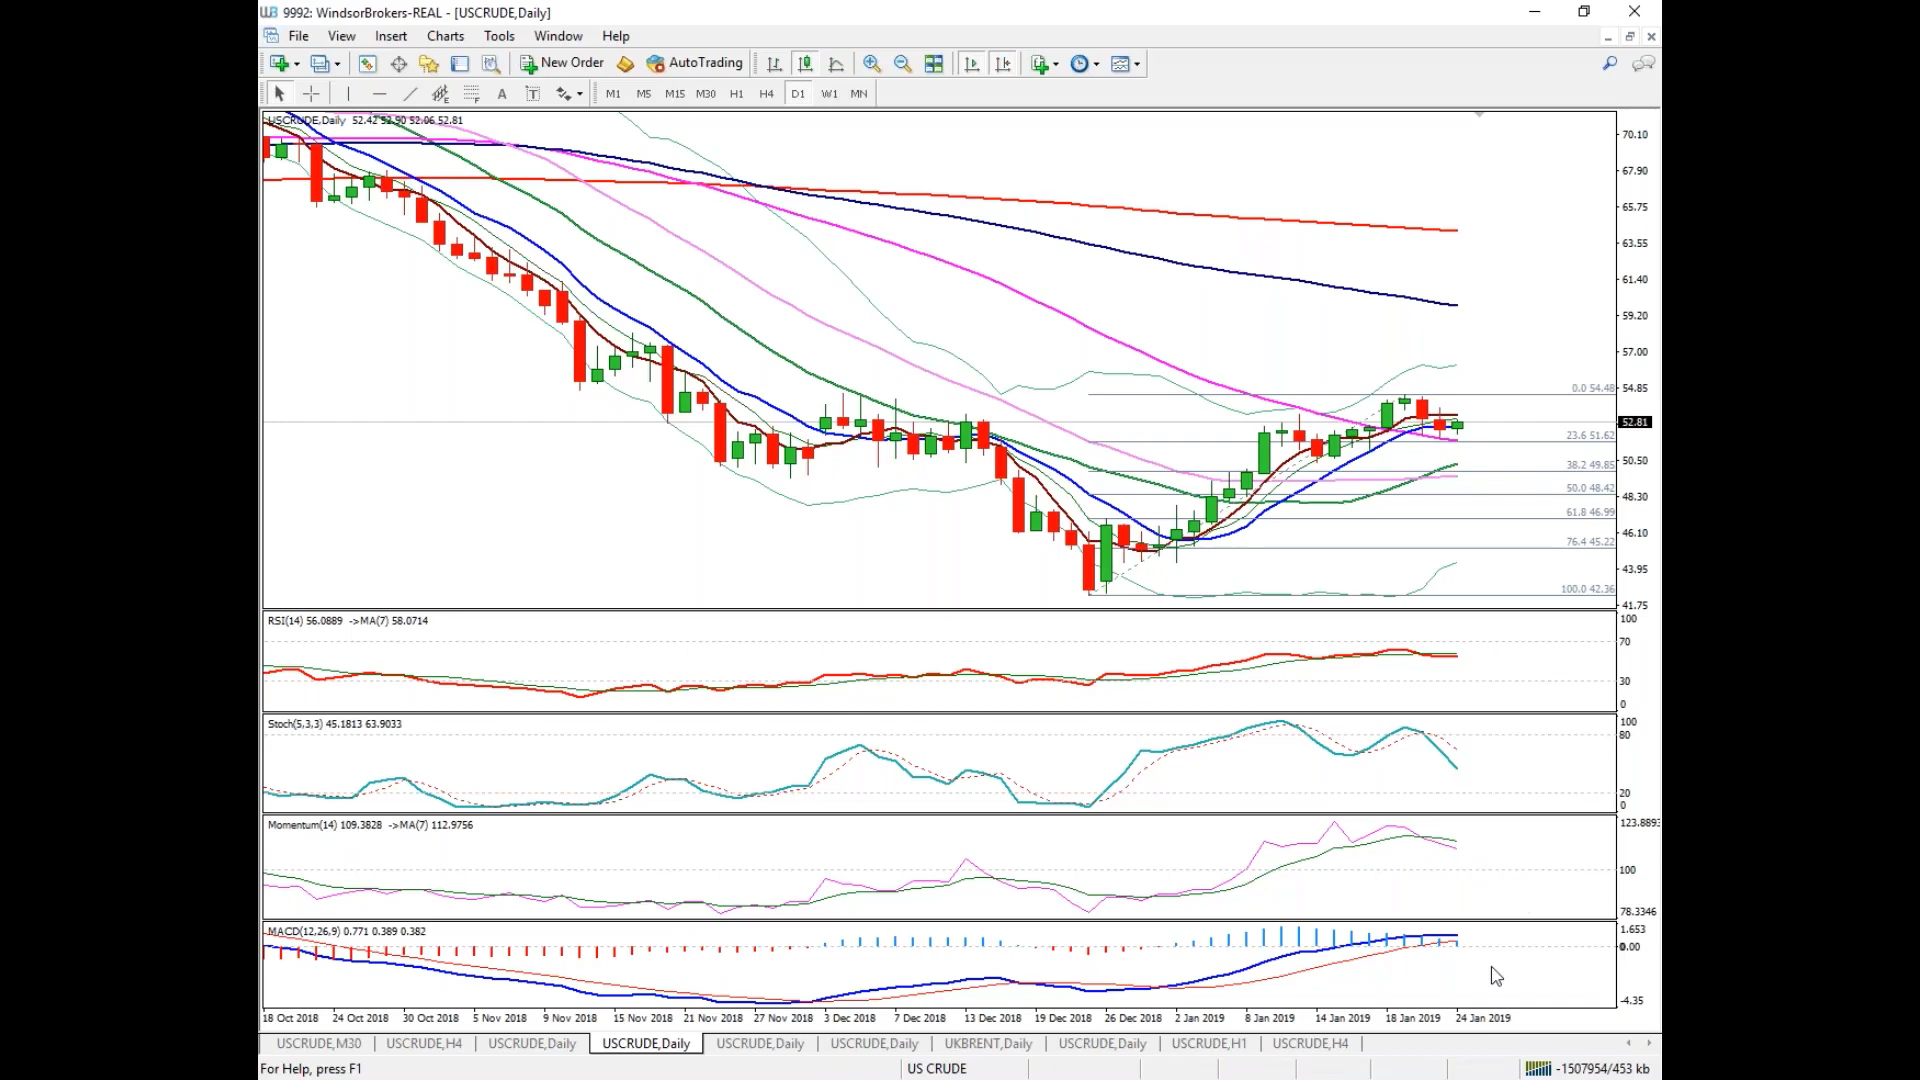 9992: WindsorBrokers-REAL - [USCRUDE,Daily]
File View Insert Charts Tools Window Help
New Order AutoTrading
A T M1 M5 M15 M30 H1 H4 D1 W1 MN
USCRUDE,Daily 52.42 52.90 52.06 52.81
70.10
67.90
65.75
63.55
61.40
59.20
57.00
0.0 54.48 54.85
52.81
23.6 51.62
50.50
38.2 49.85
50.0 48.42 48.30
61.8 46.99
46.10
76.4 45.22
43.95
100.0 42.36
41.75
RSI(14) 56.0889 ->MA(7) 58.0714 100
70
30
0
Stoch(5,3,3) 45.1813 63.9033 100
80
20
0
Momentum(14) 109.3828 ->MA(7) 112.9756 123.8893
100
78.3346
MACD(12,26,9) 0.771 0.389 0.382 1.653
0.00
-4.35
18 Oct 2018 24 Oct 2018 30 Oct 2018 5 Nov 2018 9 Nov 2018 15 Nov 2018 21 Nov 2018 27 Nov 2018 3 Dec 2018 7 Dec 2018 13 Dec 2018 19 Dec 2018 26 Dec 2018 2 Jan 2019 8 Jan 2019 14 Jan 2019 18 Jan 2019 24 Jan 2019
USCRUDE,M30 USCRUDE,H4 USCRUDE,Daily USCRUDE,Daily USCRUDE,Daily USCRUDE,Daily UKBRENT,Daily USCRUDE,Daily USCRUDE,H1 USCRUDE,H4
For Help, press F1 US CRUDE -1507954/453 kb